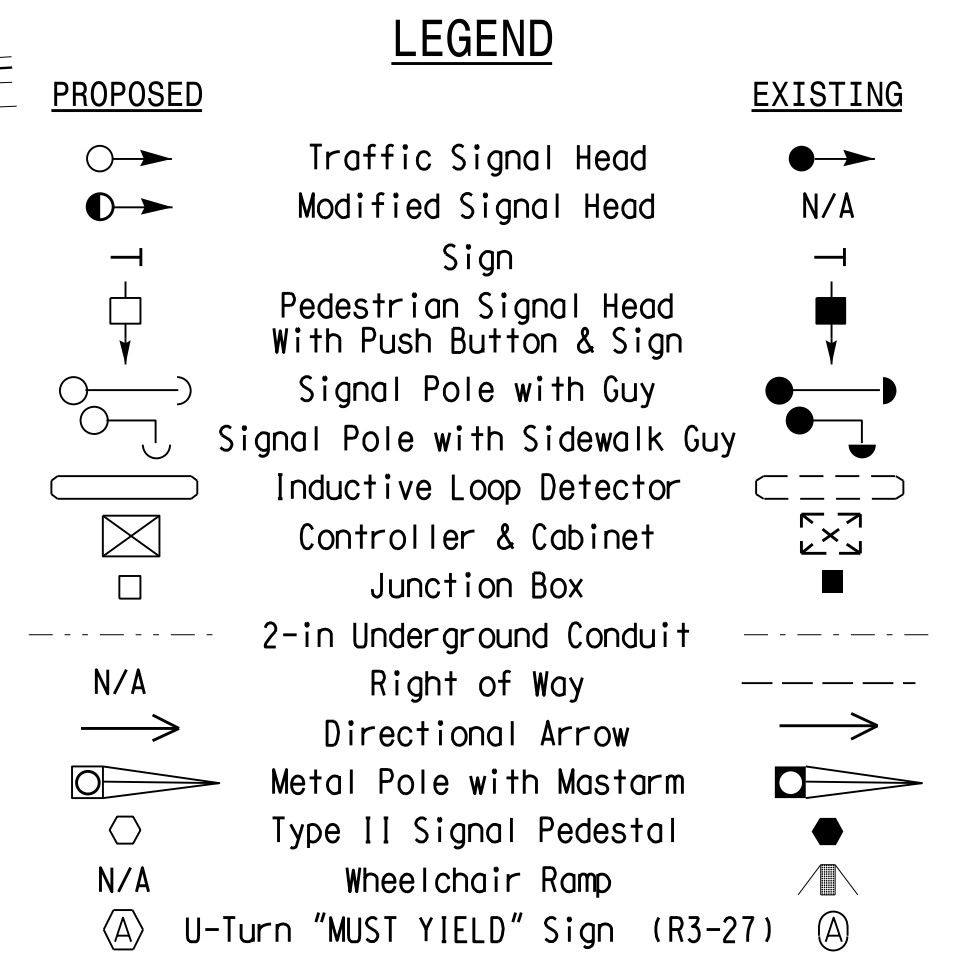 LEGEND
PROPOSED EXISTING
Traffic Signal Head
Modified Signal Head N/A
Sign
Pedestrian Signal Head
With Push Button & Sign
Signal Pole with Guy
Signal Pole with Sidewalk Guy
Inductive Loop Detector
Controller & Cabinet
Junction Box
2-in Underground Conduit
N/A Right of Way
Directional Arrow
Metal Pole with Mastarm
Type II Signal Pedestal
N/A Wheelchair Ramp
A U-Turn "MUST YIELD" Sign (R3-27) A